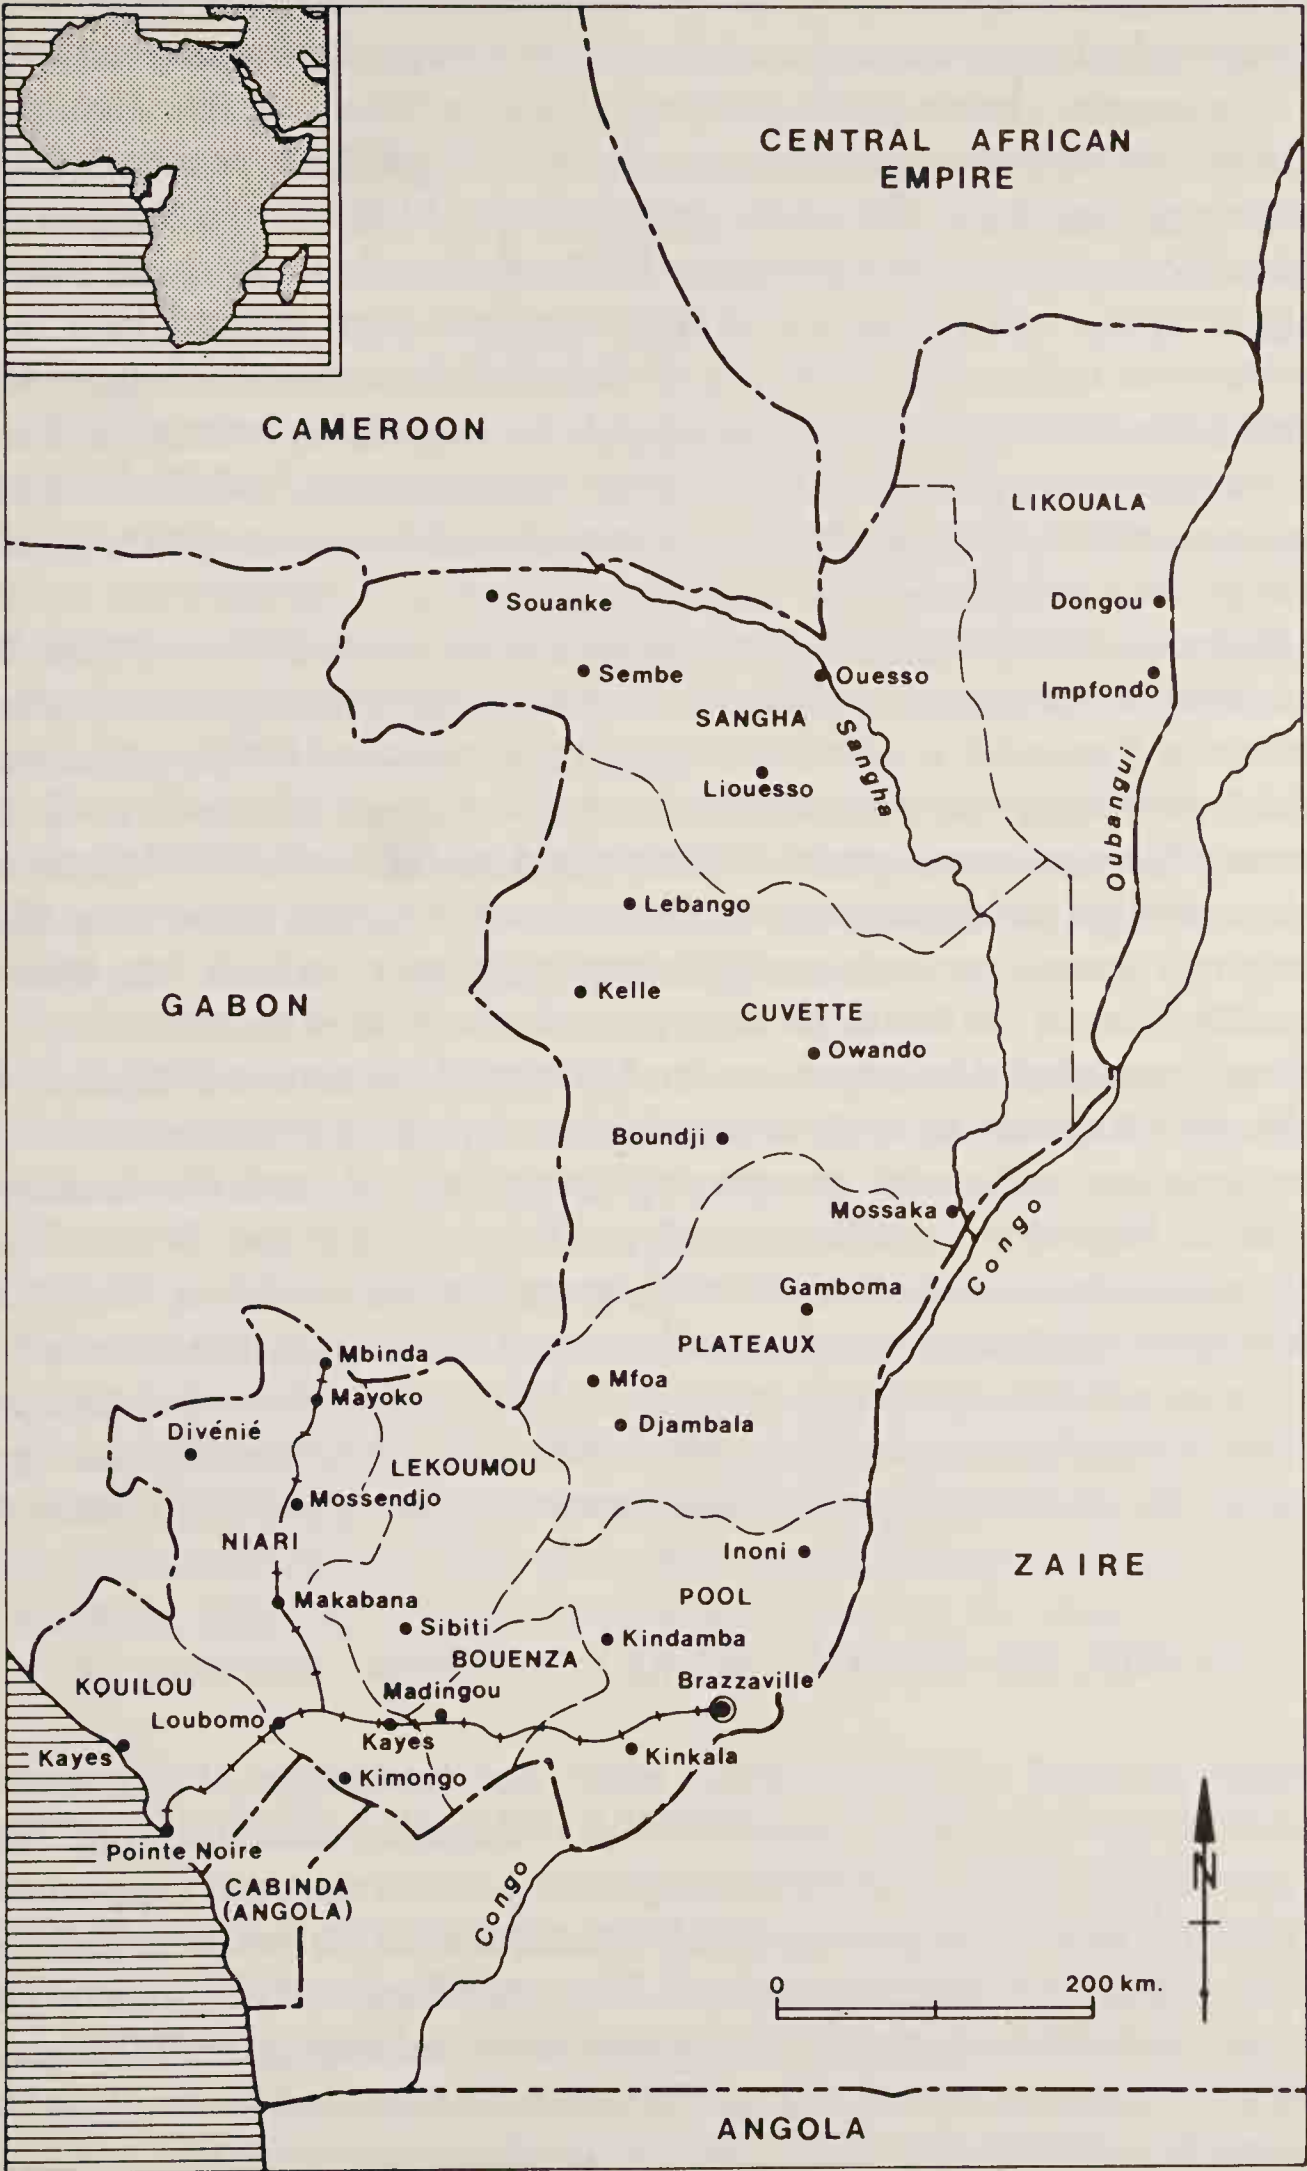 CENTRAL AFRICAN
EMPIRE
CAMEROON
LIKOUALA
Souanke
Dongou
Sembe
Ouesso
Impfondo
SANGHA
Sangha
Liouesso
Oubangui
Lebango
GABON
Kelle
CUVETTE
Owando
Boundji
Mossaka
Congo
Gamboma
PLATEAUX
Mbinda
Mfoa
Mayoko
Djambala
Divénié
LEKOUMOU
Mossendjo
NIARI
Inoni
ZAIRE
POOL
Makabana
Sibiti
Kindamba
BOUENZA
Brazzaville
KOUILOU
Madingou
Loubomo
Kayes
Kayes
Kinkala
Kimongo
Pointe Noire
CABINDA
(ANGOLA)
Congo
N
0 200 km.
ANGOLA